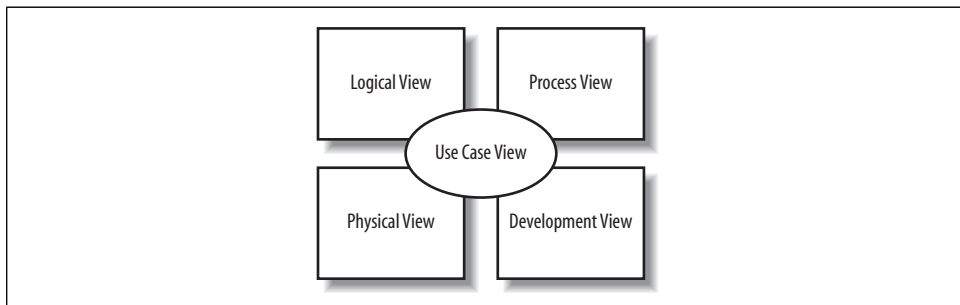 Logical View
Process View
Use Case View
Physical View
Development View